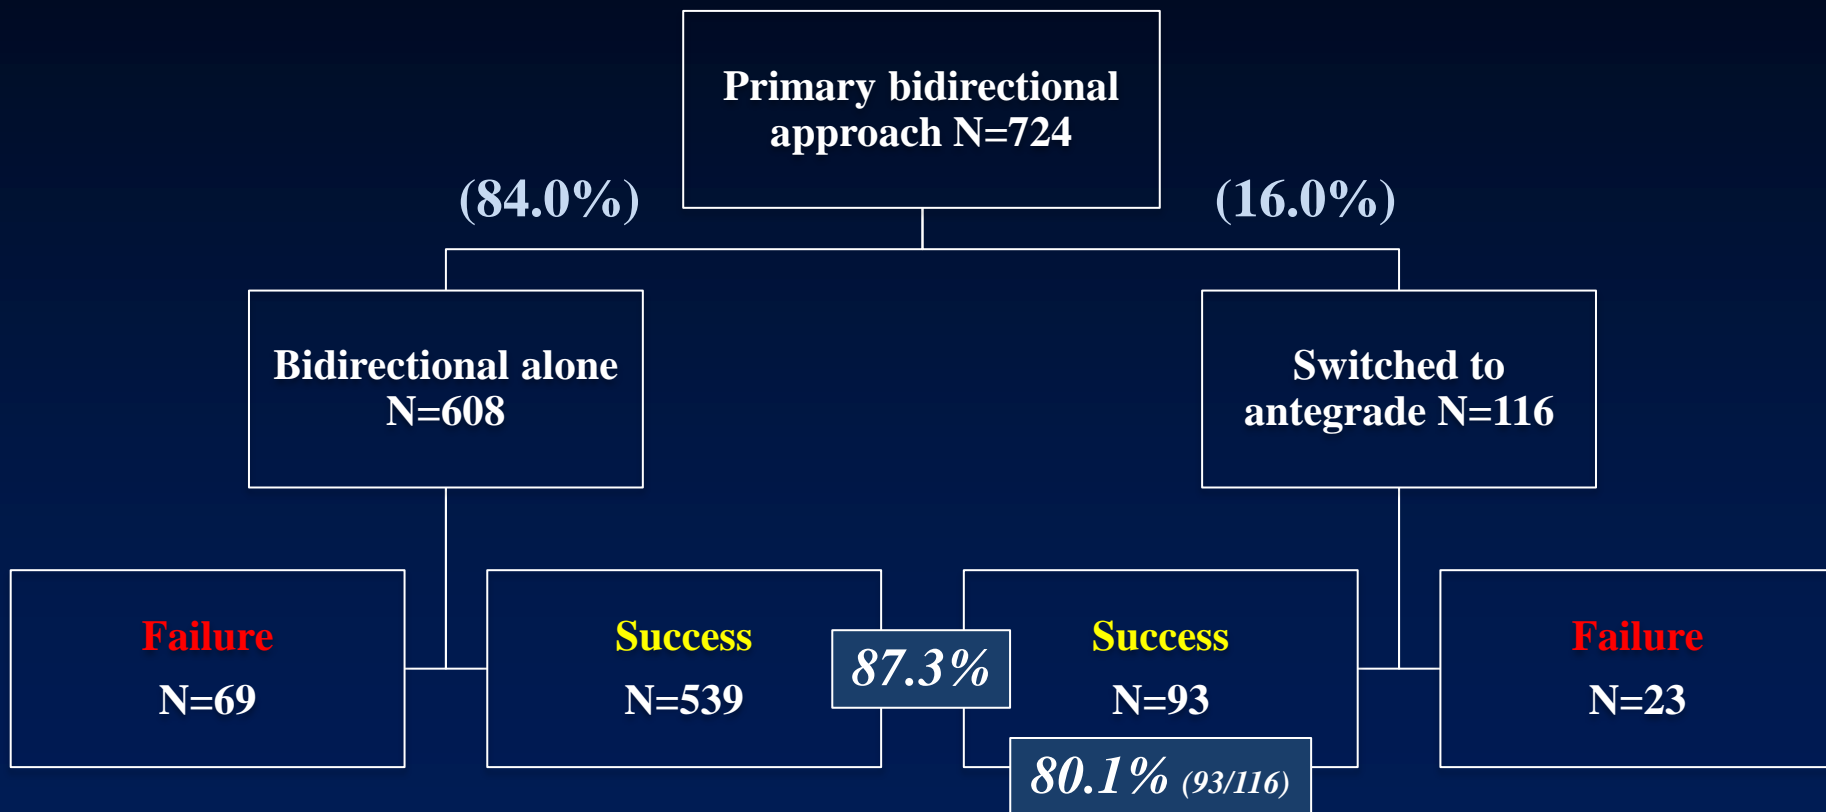 Primary bidirectional
approach N=724
(84.0%)
(16.0%)
Bidirectional alone
N=608
Switched to
antegrade N=116
Failure
N=69
Success
N=539
87.3%
Success
N=93
80.1% (93/116)
Failure
N=23